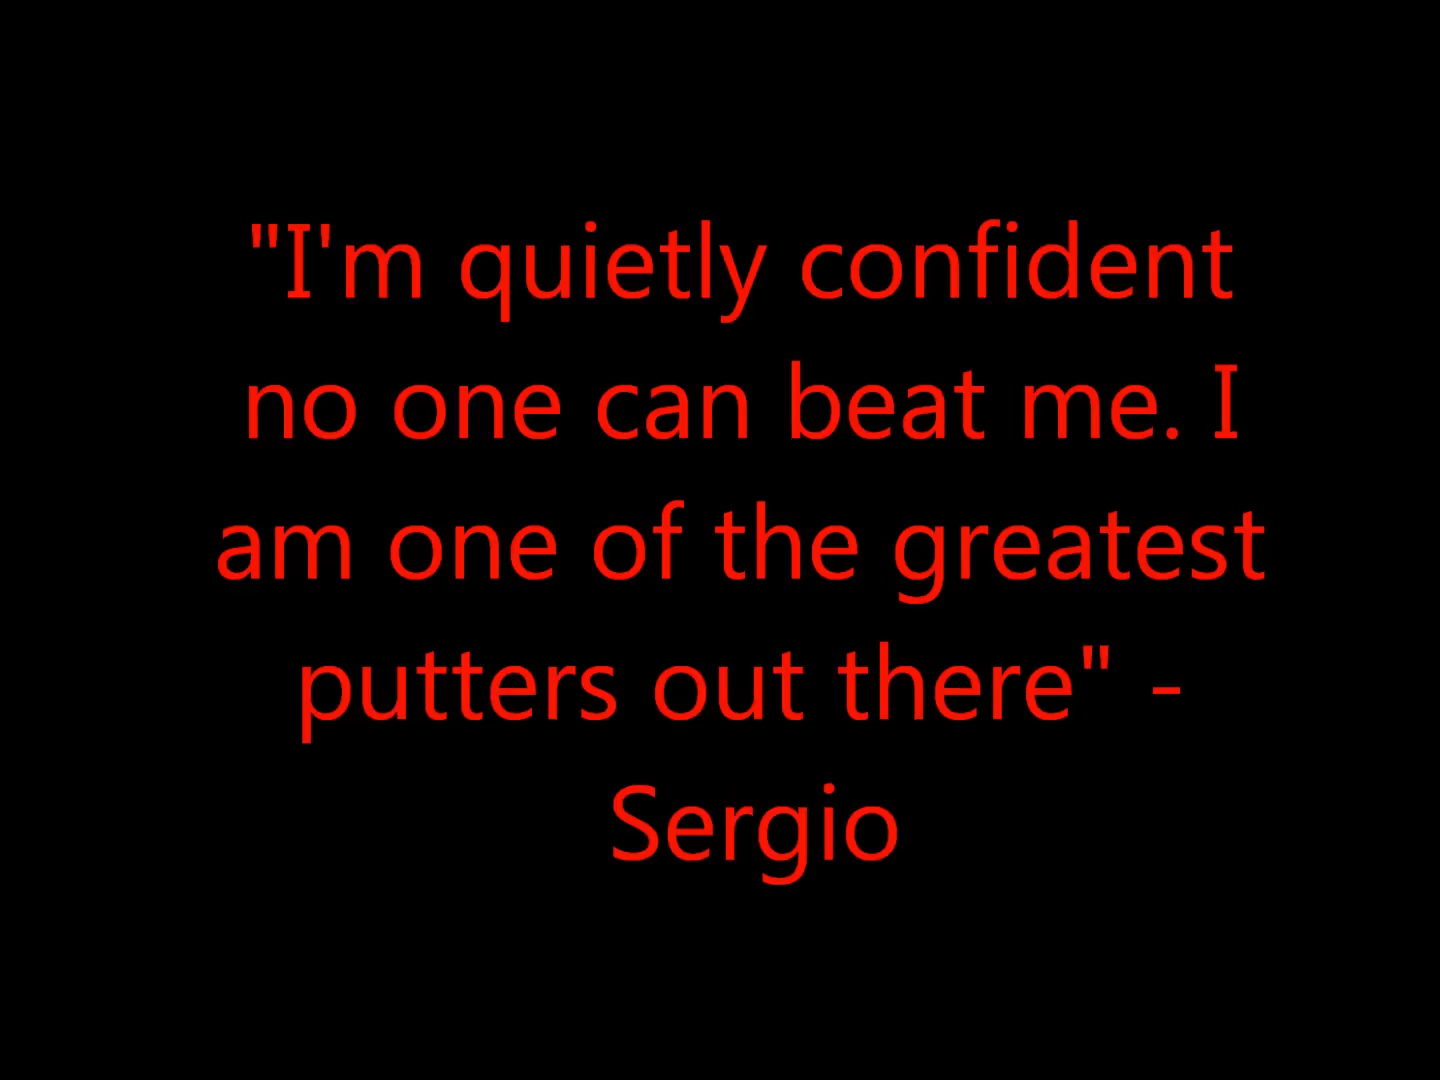 "I'm quietly confident
no one can beat me. I
am one of the greatest
putters out there" -
Sergio